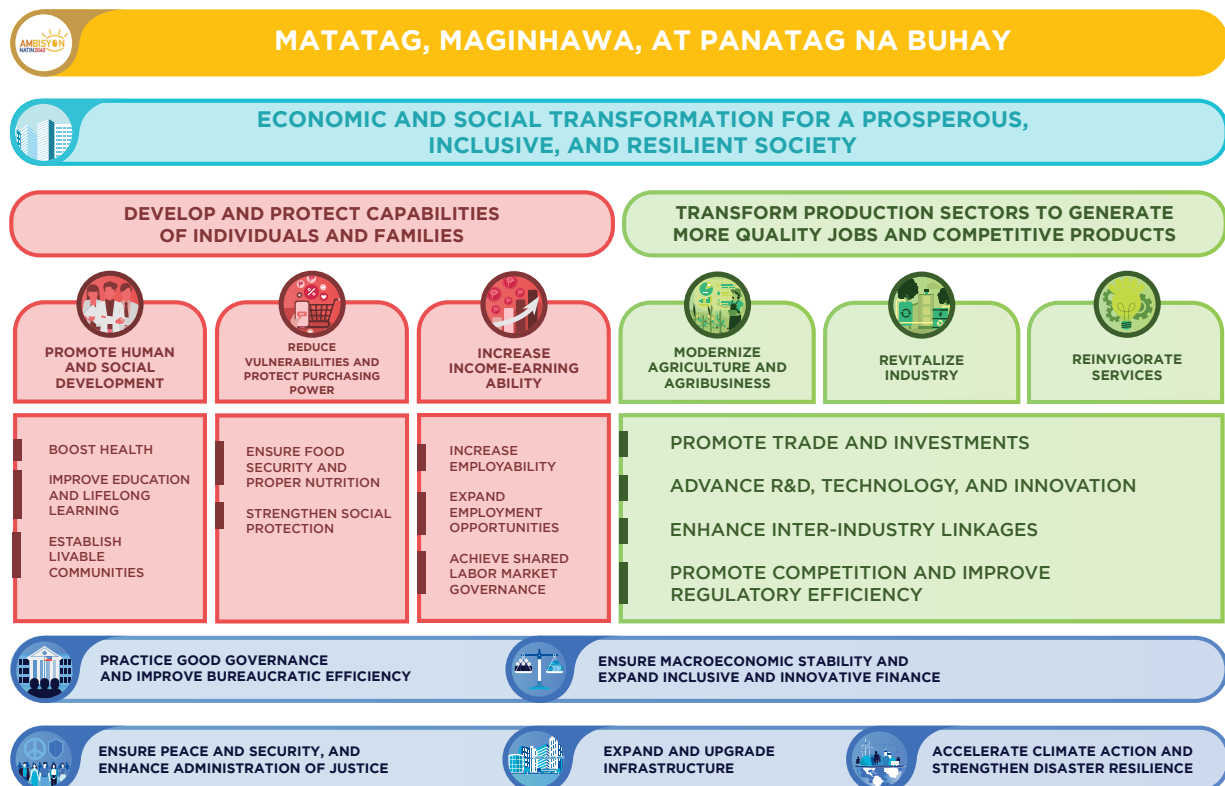 AMBISYON
NATIN2040
MATATAG, MAGINHAWA, AT PANATAG NA BUHAY
ECONOMIC AND SOCIAL TRANSFORMATION FOR A PROSPEROUS,
INCLUSIVE, AND RESILIENT SOCIETY
DEVELOP AND PROTECT CAPABILITIES
OF INDIVIDUALS AND FAMILIES
PROMOTE HUMAN
AND SOCIAL
DEVELOPMENT
REDUCE
VULNERABILITIES AND
PROTECT PURCHASING
POWER
INCREASE
INCOME-EARNING
ABILITY
BOOST HEALTH
IMPROVE EDUCATION
AND LIFELONG
LEARNING
ESTABLISH
LIVABLE
COMMUNITIES
ENSURE FOOD
SECURITY AND
PROPER NUTRITION
STRENGTHEN SOCIAL
PROTECTION
INCREASE
EMPLOYABILITY
EXPAND
EMPLOYMENT
OPPORTUNITIES
ACHIEVE SHARED
LABOR MARKET
GOVERNANCE
TRANSFORM PRODUCTION SECTORS TO GENERATE
MORE QUALITY JOBS AND COMPETITIVE PRODUCTS
MODERNIZE
AGRICULTURE AND
AGRIBUSINESS
REVITALIZE
INDUSTRY
REINVIGORATE
SERVICES
PROMOTE TRADE AND INVESTMENTS
ADVANCE R&D, TECHNOLOGY, AND INNOVATION
ENHANCE INTER-INDUSTRY LINKAGES
PROMOTE COMPETITION AND IMPROVE
REGULATORY EFFICIENCY
PRACTICE GOOD GOVERNANCE
AND IMPROVE BUREAUCRATIC EFFICIENCY
ENSURE MACROECONOMIC STABILITY AND
EXPAND INCLUSIVE AND INNOVATIVE FINANCE
ENSURE PEACE AND SECURITY, AND
ENHANCE ADMINISTRATION OF JUSTICE
EXPAND AND UPGRADE
INFRASTRUCTURE
ACCELERATE CLIMATE ACTION AND
STRENGTHEN DISASTER RESILIENCE